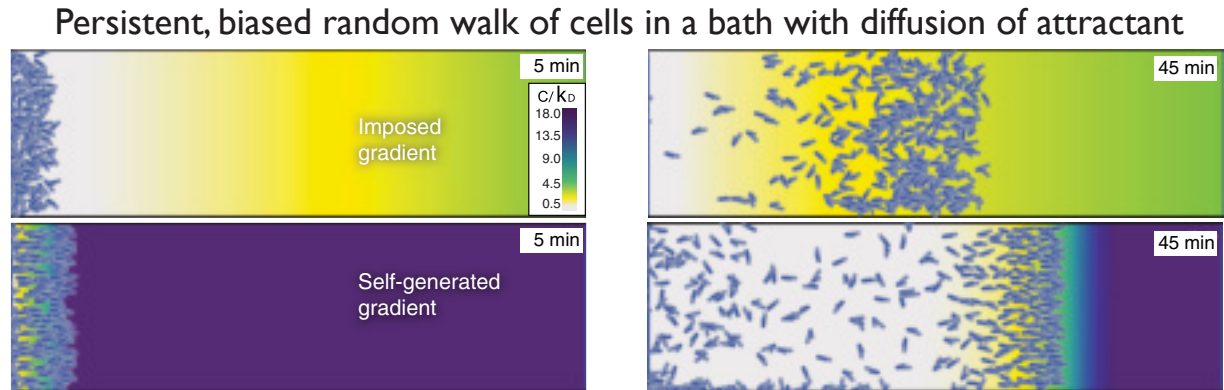 Persistent, biased random walk of cells in a bath with diffusion of attractant
5 min
C/kD
18.0
13.5
9.0
4.5
0.5
Imposed
gradient
45 min
5 min
Self-generated
gradient
45 min